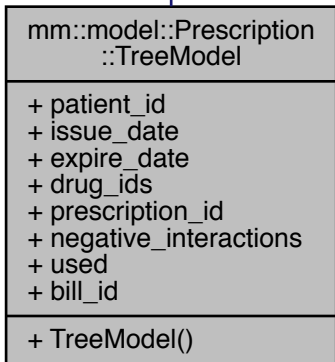 mm::model::Prescription
::TreeModel
+ patient_id
+ issue_date
+ expire_date
+ drug_ids
+ prescription_id
+ negative_interactions
+ used
+ bill_id
+ TreeModel()